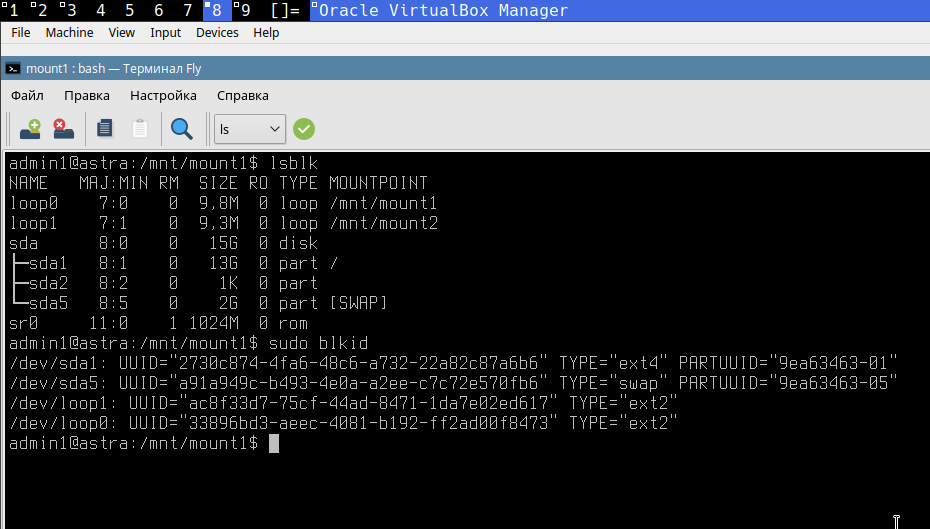 1 2 3 4 5 6 7 8 9 []= Oracle VirtualBox Manager
File Machine View Input Devices Help
mount1 : bash — Терминал Fly
Файл Правка Настройка Справка
ls
admin1@astra:/mnt/mount1$ lsblk
NAME   MAJ:MIN RM  SIZE RO TYPE MOUNTPOINT
loop0    7:0    0  9,8M  0 loop /mnt/mount1
loop1    7:1    0  9,3M  0 loop /mnt/mount2
sda      8:0    0   15G  0 disk
├─sda1   8:1    0   13G  0 part /
├─sda2   8:2    0    1K  0 part
└─sda5   8:5    0    2G  0 part [SWAP]
sr0     11:0    1 1024M  0 rom
admin1@astra:/mnt/mount1$ sudo blkid
/dev/sda1: UUID="2730c874-4fa6-48c6-a732-22a82c87a6b6" TYPE="ext4" PARTUUID="9ea63463-01"
/dev/sda5: UUID="a91a949c-b493-4e0a-a2ee-c7c72e570fb6" TYPE="swap" PARTUUID="9ea63463-05"
/dev/loop1: UUID="ac8f33d7-75cf-44ad-8471-1da7e02ed617" TYPE="ext2"
/dev/loop0: UUID="33896bd3-aeec-4081-b192-ff2ad00f8473" TYPE="ext2"
admin1@astra:/mnt/mount1$